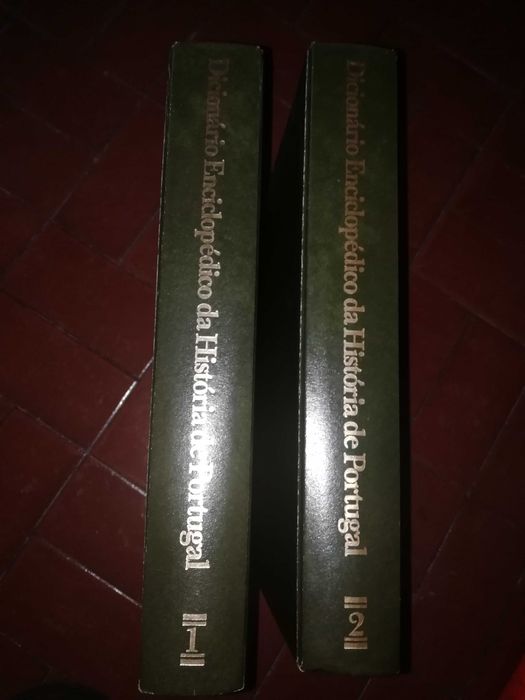 Dicionário Enciclopédico da História de Portugal
1
Dicionário Enciclopédico da História de Portugal
2